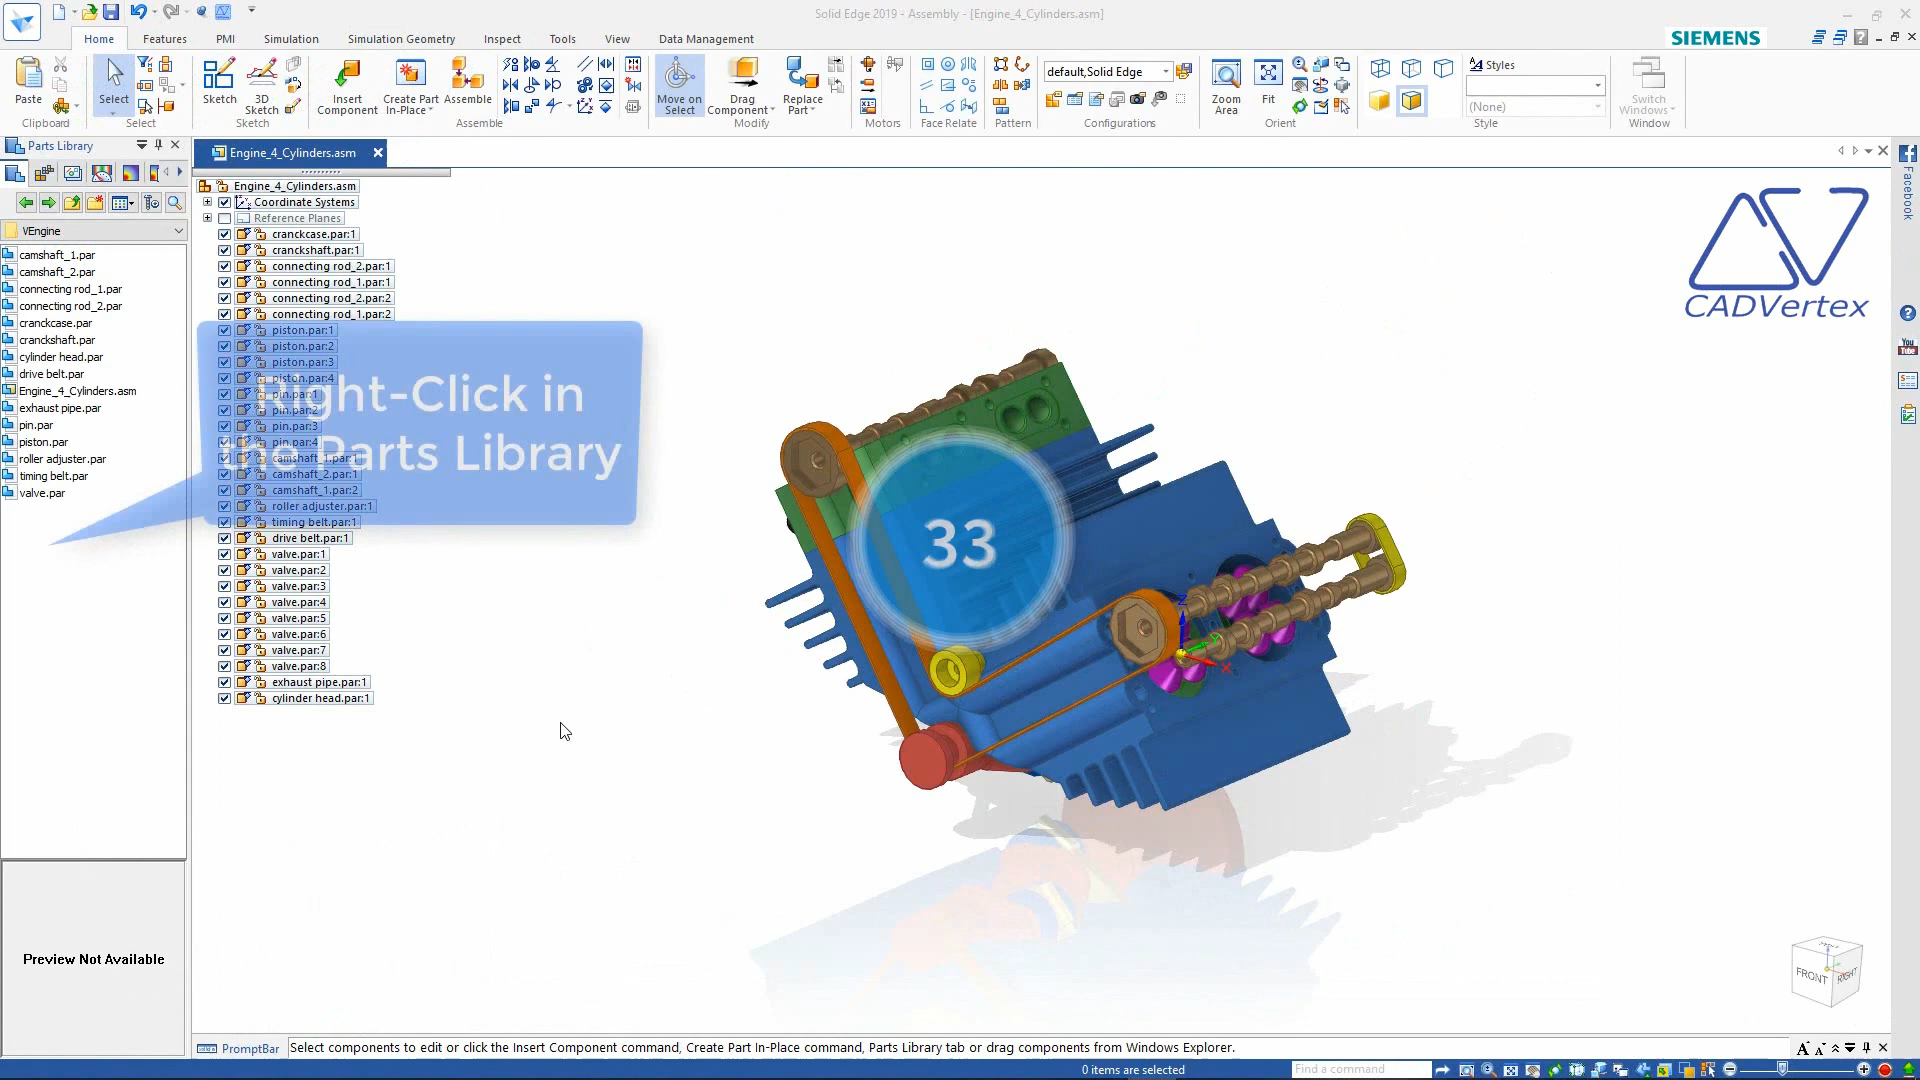 Solid Edge 2019 - Assembly - [Engine_4_Cylinders.asm]
Home Features PMI Simulation Simulation Geometry Inspect Tools View Data Management
SIEMENS
Paste
Clipboard
Select
Select
Sketch
3D
Sketch
Sketch
Insert
Component
Create Part
In-Place
Assemble
Assemble
Move on
Select
Drag
Component
Replace
Part
Modify
Motors
Face Relate
Pattern
default,Solid Edge
Configurations
Zoom
Area
Fit
Orient
Styles
(None)
Style
Switch
Windows
Window
Parts Library
VEngine
camshaft_1.par
camshaft_2.par
connecting rod_1.par
connecting rod_2.par
cranckcase.par
cranckshaft.par
cylinder head.par
drive belt.par
Engine_4_Cylinders.asm
exhaust pipe.par
pin.par
piston.par
roller adjuster.par
timing belt.par
valve.par
Preview Not Available
Engine_4_Cylinders.asm
Engine_4_Cylinders.asm
Coordinate Systems
Reference Planes
cranckcase.par:1
cranckshaft.par:1
connecting rod_2.par:1
connecting rod_1.par:1
connecting rod_2.par:2
connecting rod_1.par:2
piston.par:1
piston.par:2
piston.par:3
piston.par:4
pin.par:1
pin.par:2
pin.par:3
pin.par:4
camshaft_1.par:1
camshaft_2.par:1
camshaft_1.par:2
roller adjuster.par:1
timing belt.par:1
drive belt.par:1
valve.par:1
valve.par:2
valve.par:3
valve.par:4
valve.par:5
valve.par:6
valve.par:7
valve.par:8
exhaust pipe.par:1
cylinder head.par:1
Right-Click in
the Parts Library
33
Z
Y
X
CADVertex
Facebook
You
Tube
FRONT
RIGHT
PromptBar
Select components to edit or click the Insert Component command, Create Part In-Place command, Parts Library tab or drag components from Windows Explorer.
0 items are selected
Find a command